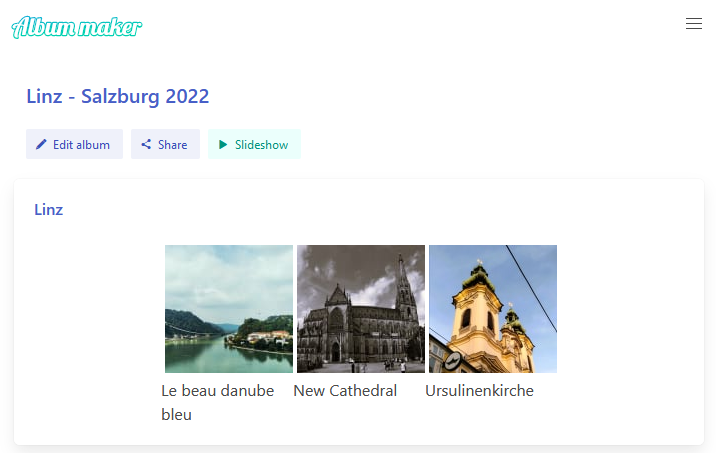 Album maker
Linz - Salzburg 2022
Edit album Share Slideshow
Linz
Le beau danube New Cathedral Ursulinenkirche
bleu